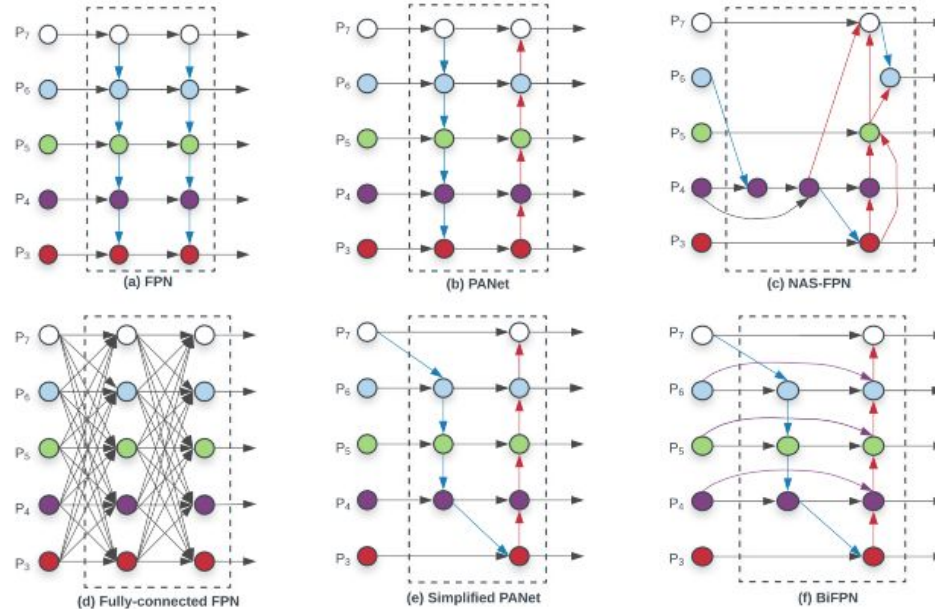 P7
P6
P5
P4
P3
(a) FPN
P7
P6
P5
P4
P3
(b) PANet
P7
P6
P5
P4
P3
(c) NAS-FPN
P7
P6
P5
P4
P3
(d) Fully-connected FPN
P7
P6
P5
P4
P3
(e) Simplified PANet
P7
P6
P5
P4
P3
(f) BiFPN